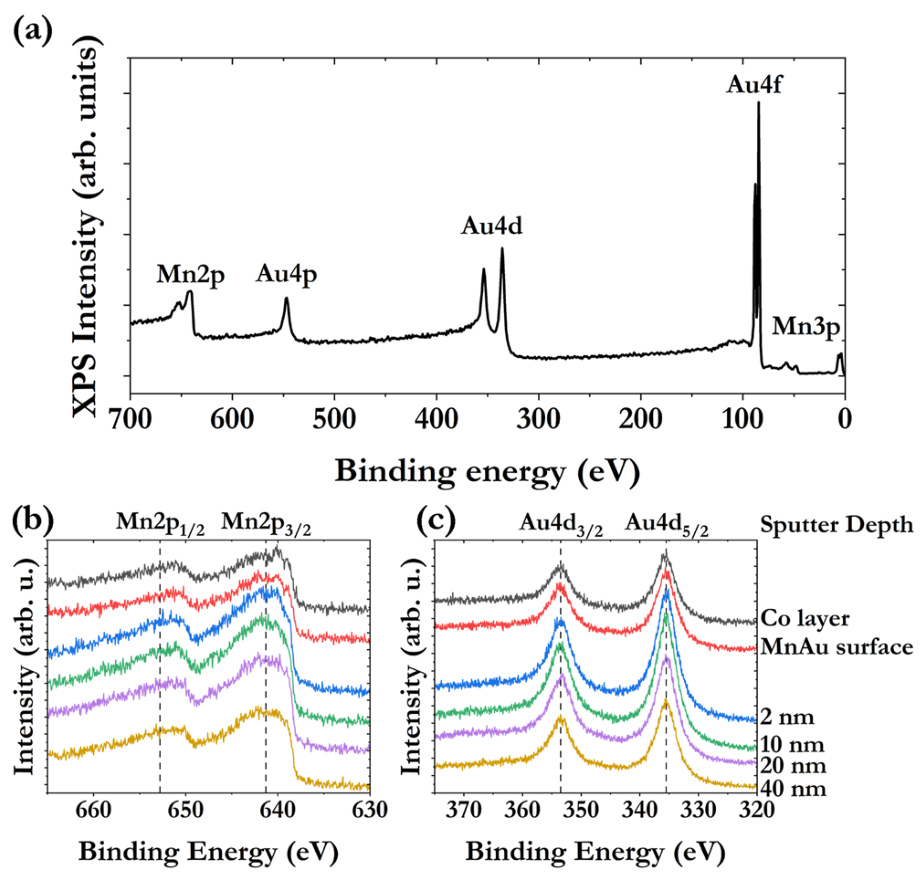 (a)
XPS Intensity (arb. units)
Au4f
Au4d
Mn2p
Au4p
Mn3p
700 600 500 400 300 200 100 0
Binding energy (eV)
(b)
Mn2p1/2 Mn2p3/2
Intensity (arb. u.)
660 650 640 630
Binding Energy (eV)
(c)
Au4d3/2 Au4d5/2
Sputter Depth
Intensity (arb. u.)
Co layer
MnAu surface
2 nm
10 nm
20 nm
40 nm
375 360 350 340 330 320
Binding Energy (eV)